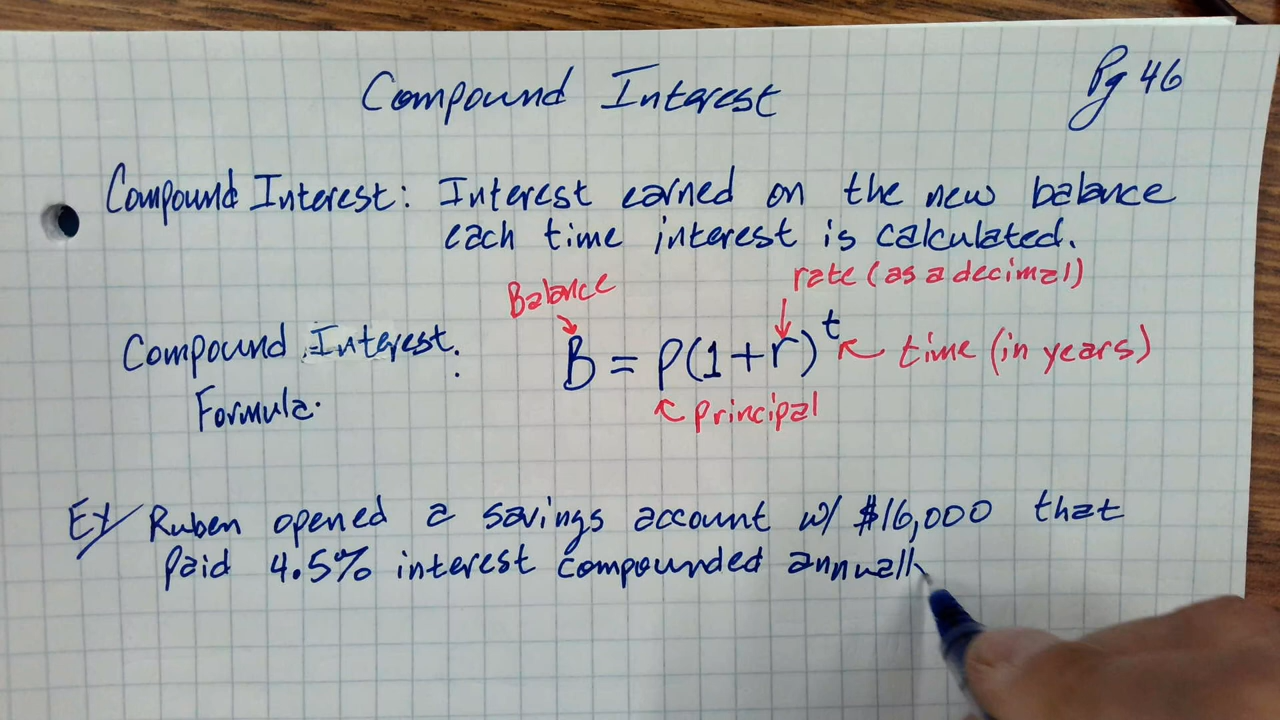 Compound Interest
Pg 46
Compound Interest: Interest earned on the new balance
each time interest is calculated.
rate (as a decimal)
Balance
Compound Interest:
B = P(1+r)^t
time (in years)
Formula.
principal
Ex/ Ruben opened a savings account w/ $16,000 that
paid 4.5% interest compounded annuall